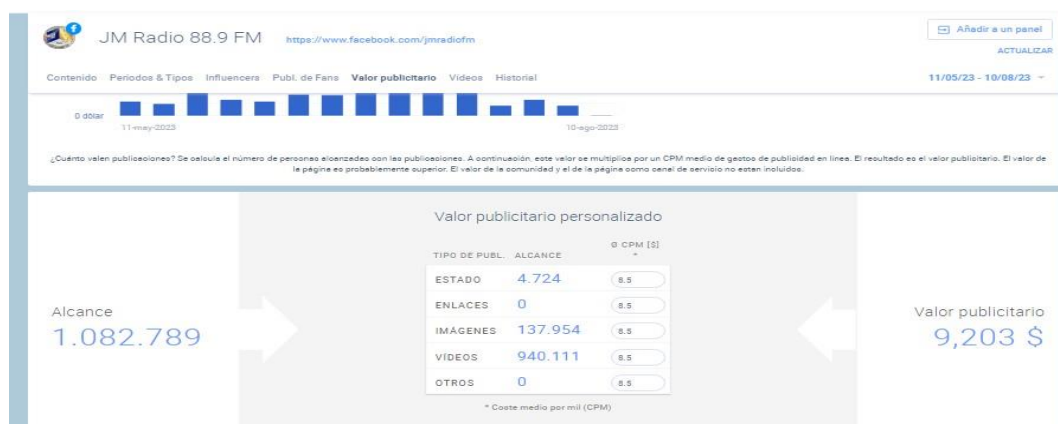 JM Radio 88.9 FM https://www.facebook.com/jmradiofm
Añadir a un panel
ACTUALIZAR
Contenido Periodos & Tipos Influencers Publ. de Fans Valor publicitario Vídeos Historial 11/05/23 - 10/08/23
0 dólar
11-may-2023 10-ago-2023
¿Cuánto valen publicaciones? Se calcula el número de personas alcanzadas con las publicaciones. A continuación, este valor se multiplica por un CPM medio de gastos de publicidad en línea. El resultado es el valor publicitario. El valor de
la página es probablemente superior. El valor de la comunidad y el de la página como canal de servicio no estan incluidos.
Valor publicitario personalizado
TIPO DE PUBL. ALCANCE Ø CPM [$]
*
ESTADO 4.724 8.5
ENLACES 0 8.5
IMÁGENES 137.954 8.5
VÍDEOS 940.111 8.5
OTROS 0 8.5
* Coste medio por mil (CPM)
Alcance
1.082.789
Valor publicitario
9,203 $